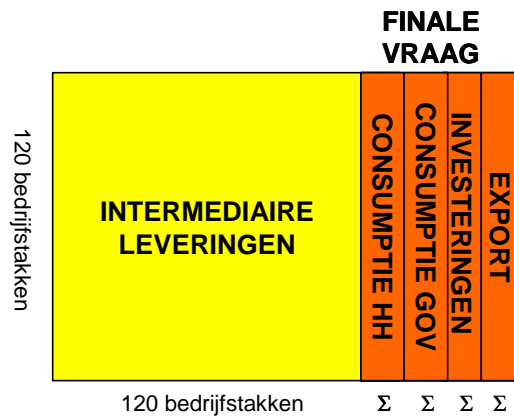 FINALE
VRAAG
120 bedrijfstakken
INTERMEDIAIRE
LEVERINGEN
CONSUMPTIE HH
CONSUMPTIE GOV
INVESTERINGEN
EXPORT
120 bedrijfstakken
Σ Σ Σ Σ